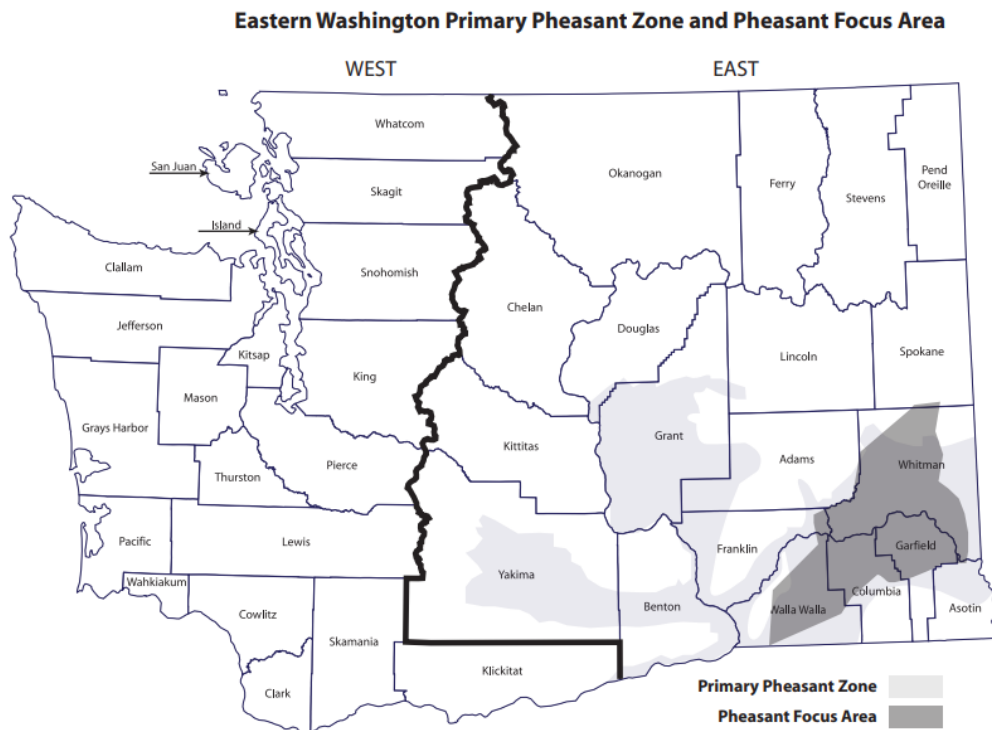 Eastern Washington Primary Pheasant Zone and Pheasant Focus Area
WEST
EAST
Whatcom
San Juan
Skagit
Okanogan
Ferry
Stevens
Pend
Oreille
Island
Clallam
Snohomish
Chelan
Douglas
Jefferson
Kitsap
King
Lincoln
Spokane
Mason
Grays Harbor
Kittitas
Grant
Adams
Whitman
Thurston
Pierce
Pacific
Lewis
Franklin
Garfield
Wahkiakum
Yakima
Columbia
Asotin
Cowlitz
Skamania
Benton
Walla Walla
Klickitat
Clark
Primary Pheasant Zone
Pheasant Focus Area